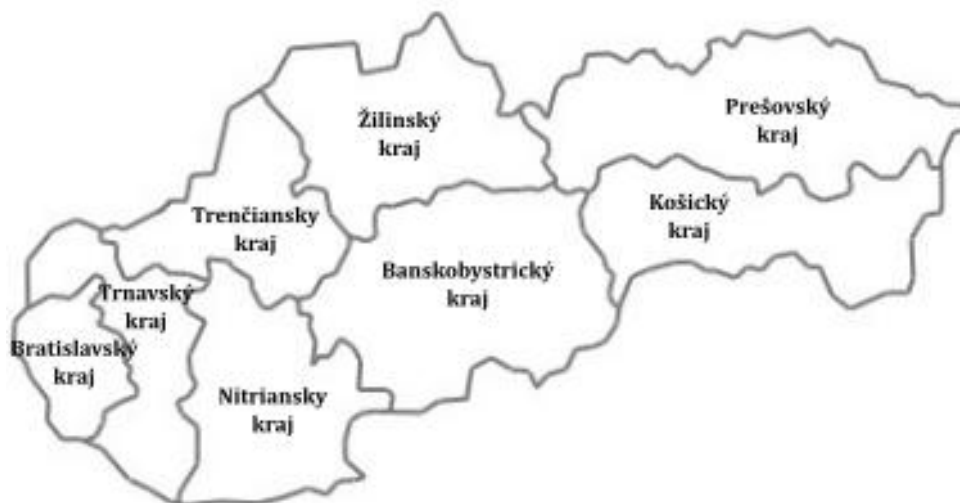 Prešovský
kraj
Žilinský
kraj
Košický
kraj
Trenčiansky
kraj
Banskobystrický
kraj
Trnavský
kraj
Bratislavský
kraj
Nitriansky
kraj